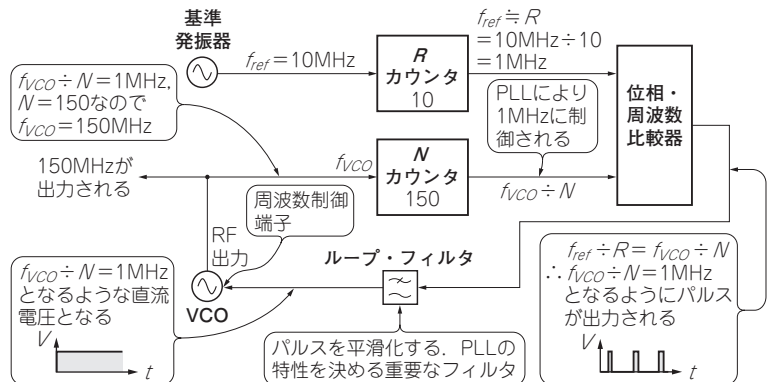 基準
発振器
f_ref=10MHz
R
カウンタ
10
f_ref≒R
=10MHz÷10
=1MHz
位相・
周波数
比較器
f_VCO÷N=1MHz,
N=150なので
f_VCO=150MHz
PLLにより
1MHzに制
御される
150MHzが
出力される
f_VCO
N
カウンタ
150
f_VCO÷N
周波数制御
端子
RF
出力
VCO
ループ・フィルタ
f_VCO÷N=1MHz
となるような直流
電圧となる
V
t
パルスを平滑化する．PLLの
特性を決める重要なフィルタ
f_ref÷R=f_VCO÷N
∴f_VCO÷N=1MHz
となるようにパルス
が出力される
V
t